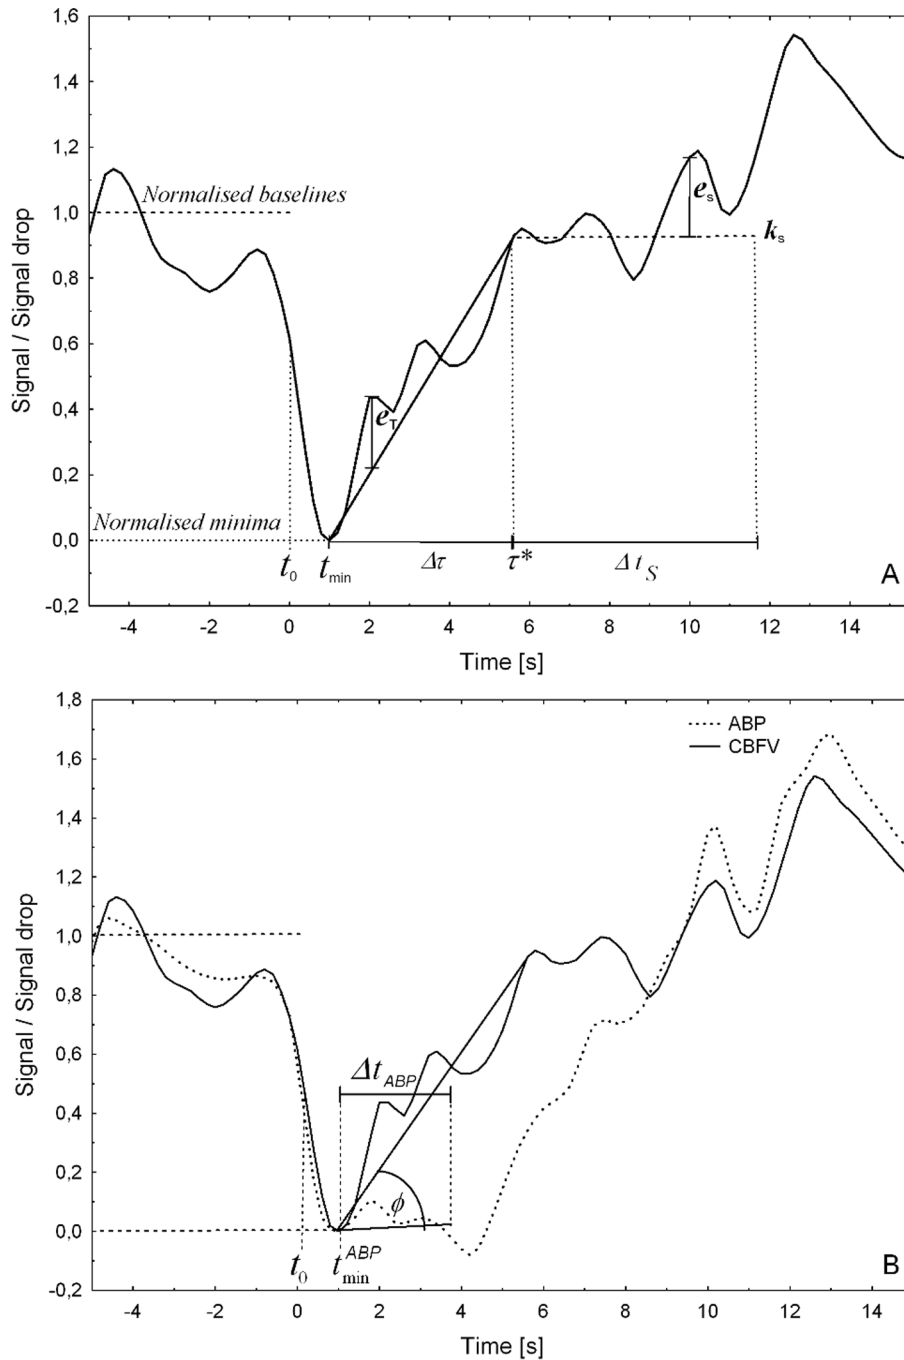 1,6
1,4
1,2
1,0
0,8
0,6
0,4
0,2
0,0
-0,2
Signal / Signal drop
Normalised baselines
Normalised minima
e_T
e_s
k_s
t_0 t_min Δτ τ* Δt_S
A
-4 -2 0 2 4 6 8 10 12 14
Time [s]
1,8
1,6
1,4
1,2
1,0
0,8
0,6
0,4
0,2
0,0
-0,2
Signal / Signal drop
ABP
CBFV
Δt_ABP
ϕ
t_0 t_min^ABP
B
-4 -2 0 2 4 6 8 10 12 14
Time [s]